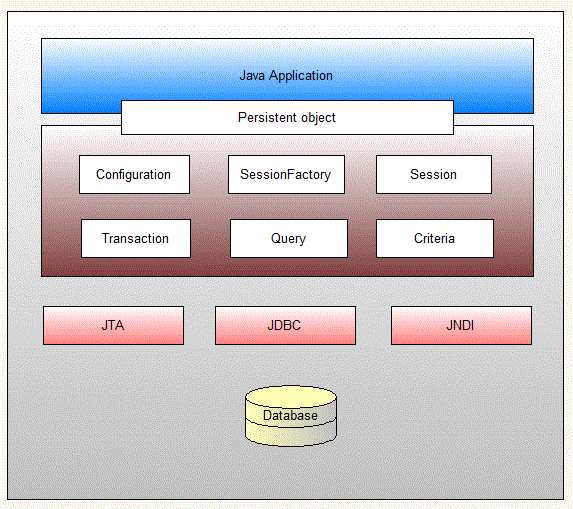 Java Application
Persistent object
Configuration
SessionFactory
Session
Transaction
Query
Criteria
JTA
JDBC
JNDI
Database